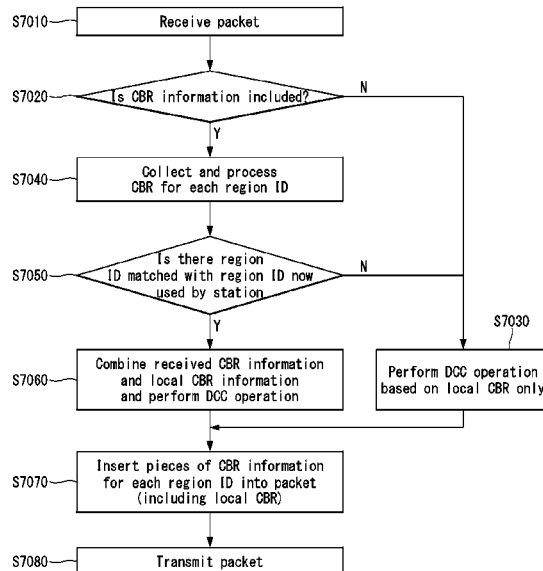 S7010
Receive packet
S7020
Is CBR information included?
N
Y
S7040
Collect and process
CBR for each region ID
S7050
Is there region
ID matched with region ID now
used by station
N
Y
S7030
S7060
Combine received CBR information
and local CBR information
and perform DCC operation
Perform DCC operation
based on local CBR only
S7070
Insert pieces of CBR information
for each region ID into packet
(including local CBR)
S7080
Transmit packet